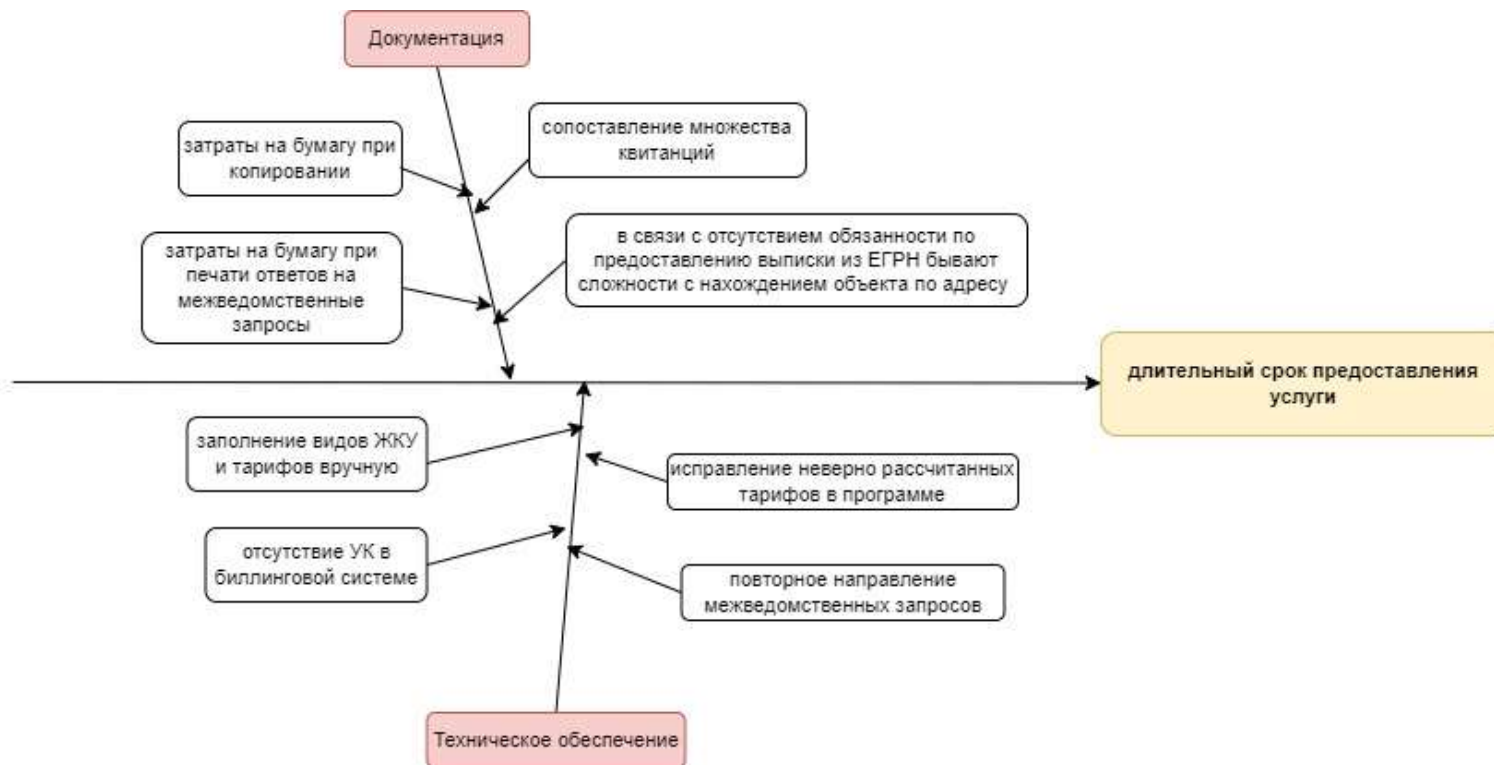 Документация
затраты на бумагу при
копировании
сопоставление множества
квитанций
затраты на бумагу при
печати ответов на
межведомственные
запросы
в связи с отсутствием обязанности по
предоставлению выписки из ЕГРН бывают
сложности с нахождением объекта по адресу
длительный срок предоставления
услуги
заполнение видов ЖКУ
и тарифов вручную
исправление неверно рассчитанных
тарифов в программе
отсутствие УК в
биллинговой системе
повторное направление
межведомственных запросов
Техническое обеспечение